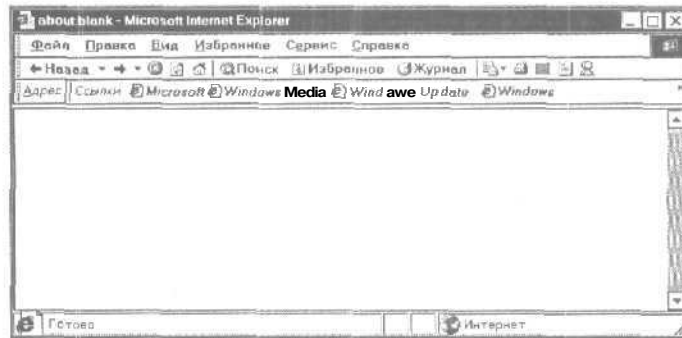 about:blank - Microsoft Internet Explorer
Файл Правка Вид Избранное Сервис Справка
Назад Поиск Избранное Журнал
Адрес Ссылки Microsoft Windows Media Wind awe Update Windows
Готово Интернет